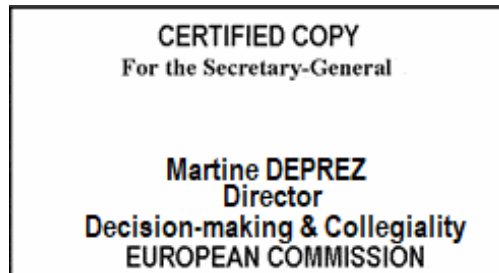 CERTIFIED COPY
For the Secretary-General
Martine DEPREZ
Director
Decision-making & Collegiality
EUROPEAN COMMISSION